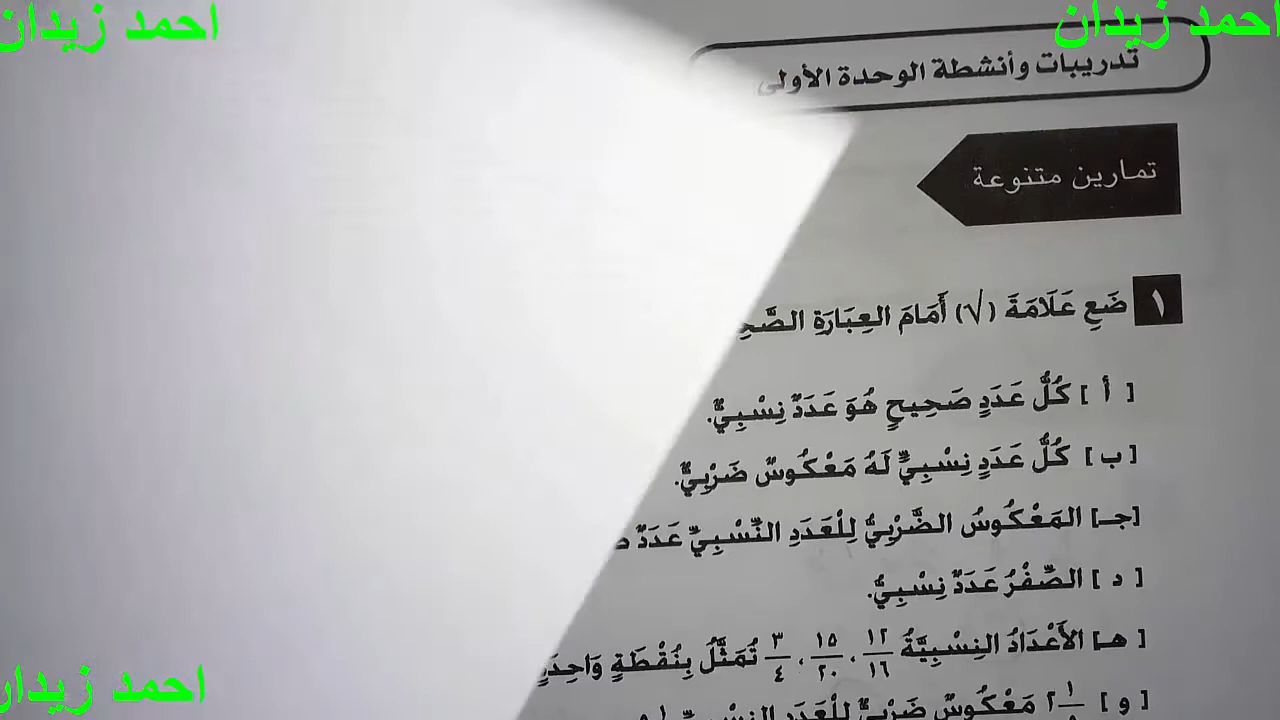 احمد زيدان
احمد زيدان
تدريبات وأنشطة الوحدة الأولى
تمارين متنوعة
١ ضَعِ عَلَامَةَ (√) أَمَامَ العِبَارَةِ
[ أ ] كُلُّ عَدَدٍ صَحِيحٍ هُوَ عَدَدٌ نِسْبِيٌّ.
[ب] كُلُّ عَدَدٍ نِسْبِيٍّ لَهُ مَعْكُوسٌ ضَرْبِيٌّ.
[جـ] المَعْكُوسُ الضَّرْبِيُّ لِلْعَدَدِ النِّسْبِيِّ عَدَدٌ
[ د ] الصِّفْرُ عَدَدٌ نِسْبِيٌّ.
[هـ] الأَعْدَادُ النِسْبِيَّةُ ١٢/١٦ ، ١٥/٢٠ ، ٣/٤ تُمَثَّلُ بِنُقْطَةٍ وَاحِدَةٍ
[ و ] مَعْكُوسٌ ضَرْبِيٌّ لِلْعَدَدِ
احمد زيدان